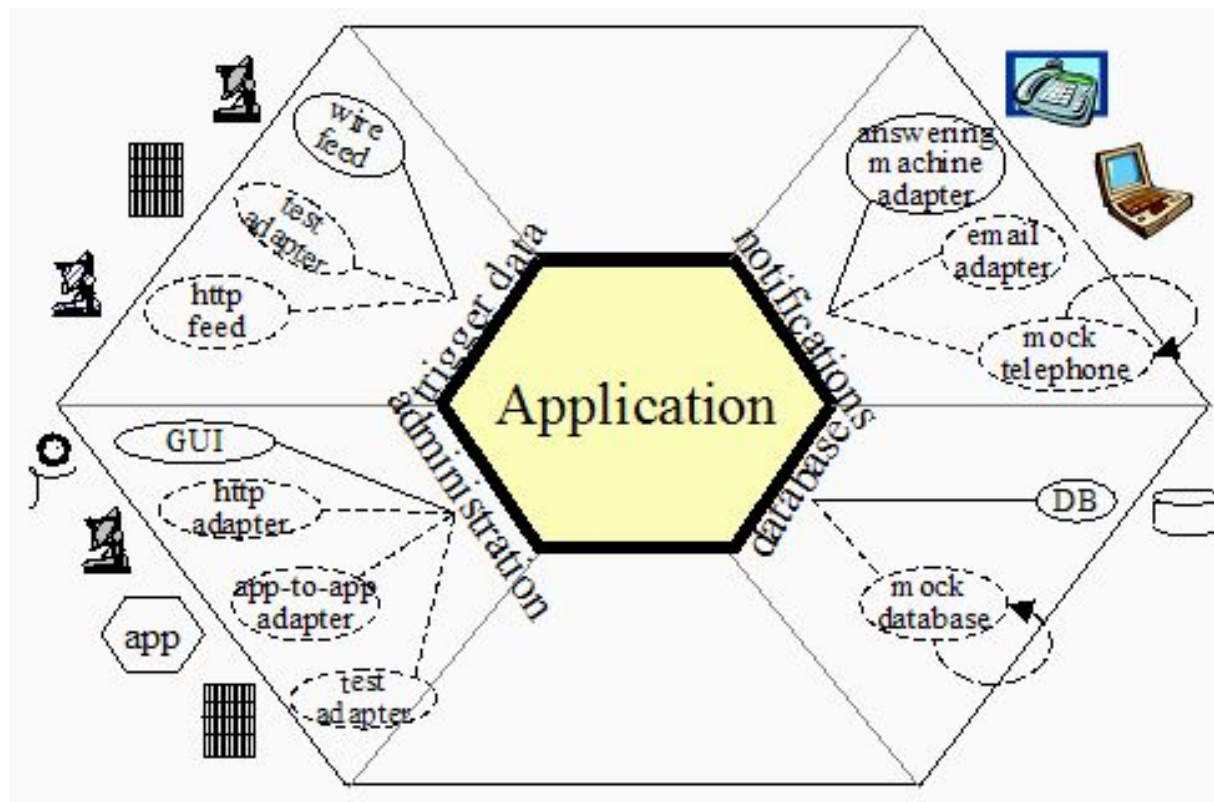 wire
feed
test
adapter
http
feed
trigger data
answering
machine
adapter
email
adapter
mock
telephone
notifications
Application
GUI
http
adapter
app-to-app
adapter
test
adapter
administration
app
database
DB
mock
database